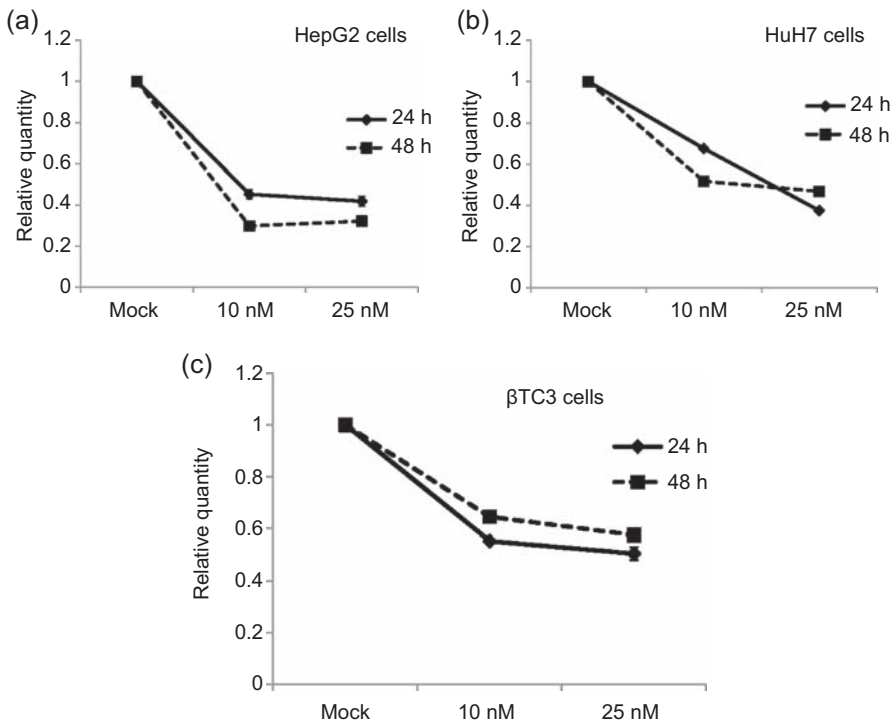 (a)
HepG2 cells
1.2
1
0.8
0.6
0.4
0.2
0
Relative quantity
24 h
48 h
Mock 10 nM 25 nM
(b)
HuH7 cells
1.2
1
0.8
0.6
0.4
0.2
0
Relative quantity
24 h
48 h
Mock 10 nM 25 nM
(c)
βTC3 cells
1.2
1
0.8
0.6
0.4
0.2
0
Relative quantity
24 h
48 h
Mock 10 nM 25 nM